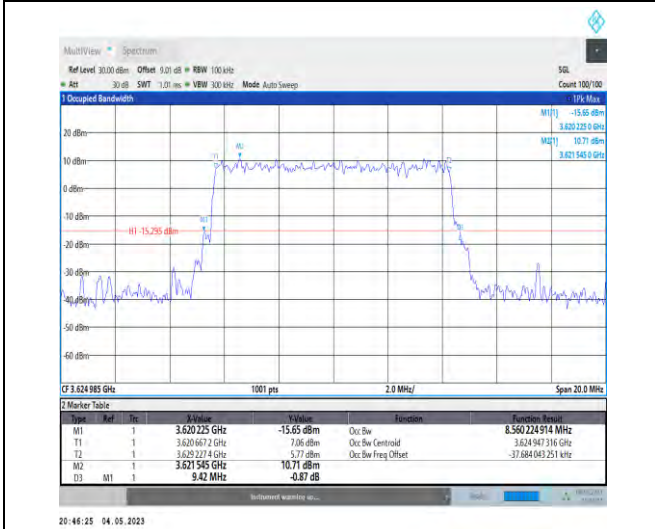 MultiView Spectrum
Ref Level 30.00 dBm Offset 9.01 dB RBW 100 kHz SGL
Att 30 dB SWT 1.01 ms VBW 300 kHz Mode Auto Sweep Count 100/100
1 Occupied Bandwidth 1Pk Max
M1[1] -15.65 dBm
3.620 225 0 GHz
M2[1] 10.71 dBm
3.621 545 0 GHz
20 dBm
M2
T1
10 dBm
0 dBm
-10 dBm
H1 -15.295 dBm
-20 dBm
-30 dBm
-40 dBm
-50 dBm
-60 dBm
CF 3.624 985 GHz 1001 pts 2.0 MHz/ Span 20.0 MHz
2 Marker Table
Type Ref Trc X-Value Y-Value Function Function Result
M1 1 3.620 225 GHz -15.65 dBm Occ Bw 8.560 224 914 MHz
T1 1 3.620 667 2 GHz 7.06 dBm Occ Bw Centroid 3.624 947 316 GHz
T2 1 3.629 227 4 GHz 5.77 dBm Occ Bw Freq Offset -37.684 043 251 kHz
M2 1 3.621 545 GHz 10.71 dBm
D3 M1 1 9.42 MHz -0.87 dB
Instrument warming up...
20:46:25 04.05.2023